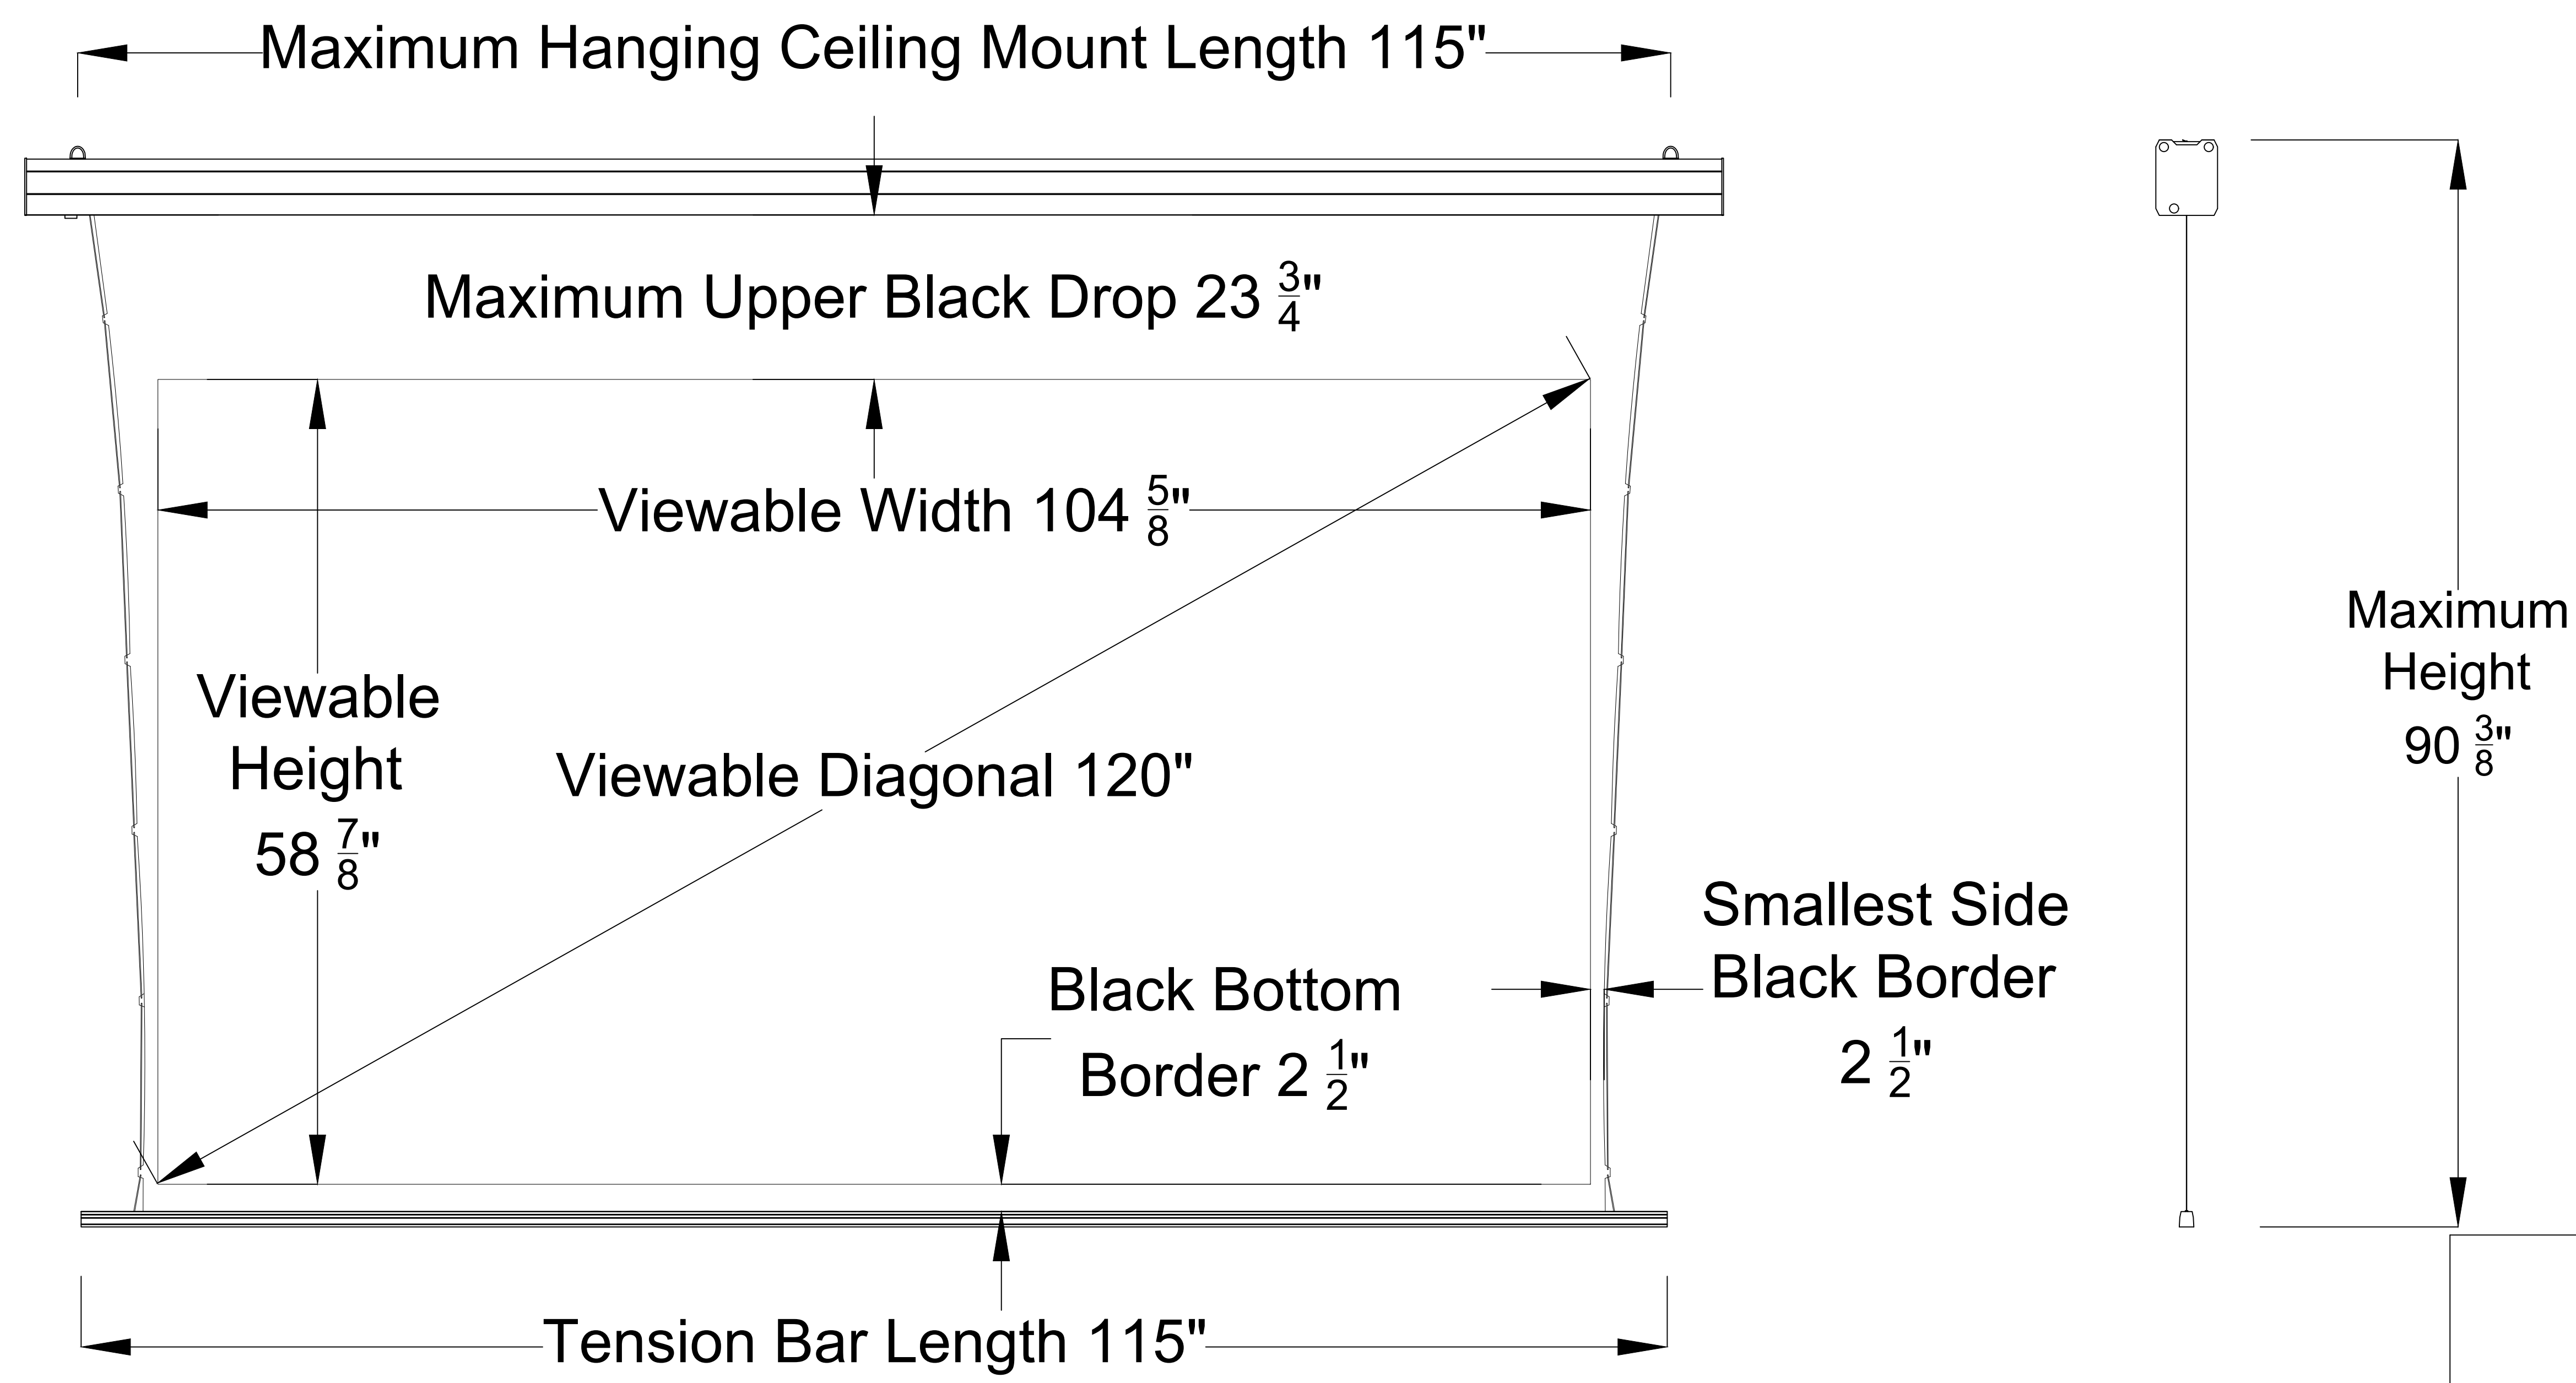 Maximum Hanging Ceiling Mount Length 115"
Maximum Upper Black Drop 23 3/4"
Viewable Width 104 5/8"
Viewable
Height
58 7/8"
Viewable Diagonal 120"
Maximum
Height
90 3/8"
Smallest Side
Black Border
2 1/2"
Black Bottom
Border 2 1/2"
Tension Bar Length 115"